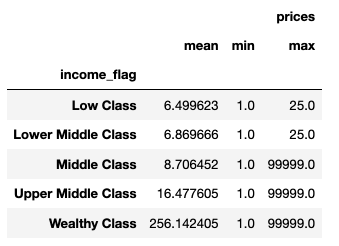 prices
mean min max
income_flag
Low Class 6.499623 1.0 25.0
Lower Middle Class 6.869666 1.0 25.0
Middle Class 8.706452 1.0 99999.0
Upper Middle Class 16.477605 1.0 99999.0
Wealthy Class 256.142405 1.0 99999.0